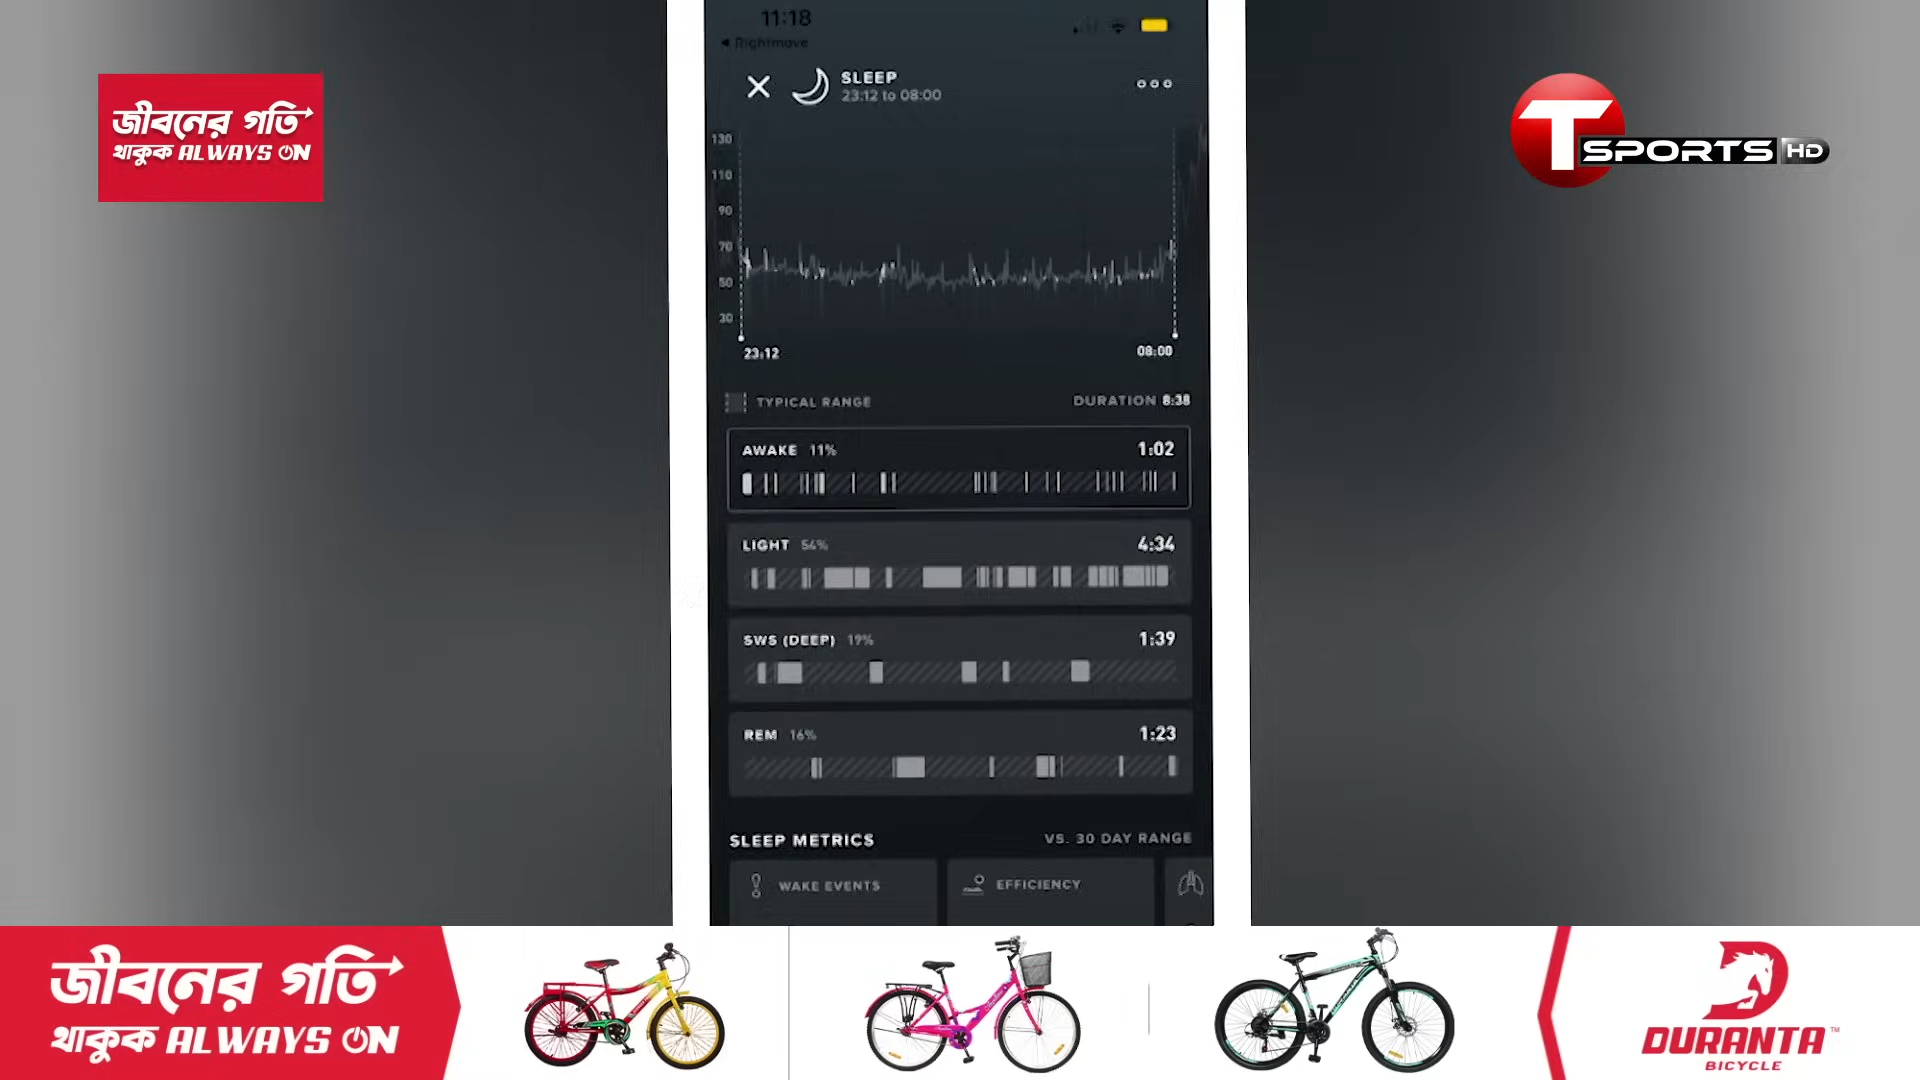 11:18
Rightmove
SLEEP
23:12 to 08:00
জীবনের গতি
থাকুক ALWAYS ON
T SPORTS HD
130
110
90
70
50
30
23:12
08:00
TYPICAL RANGE
DURATION 8:38
AWAKE 11%
1:02
LIGHT 54%
4:34
SWS (DEEP) 19%
1:39
REM 16%
1:23
SLEEP METRICS
VS. 30 DAY RANGE
WAKE EVENTS
EFFICIENCY
জীবনের গতি
থাকুক ALWAYS ON
DURANTA™
BICYCLE